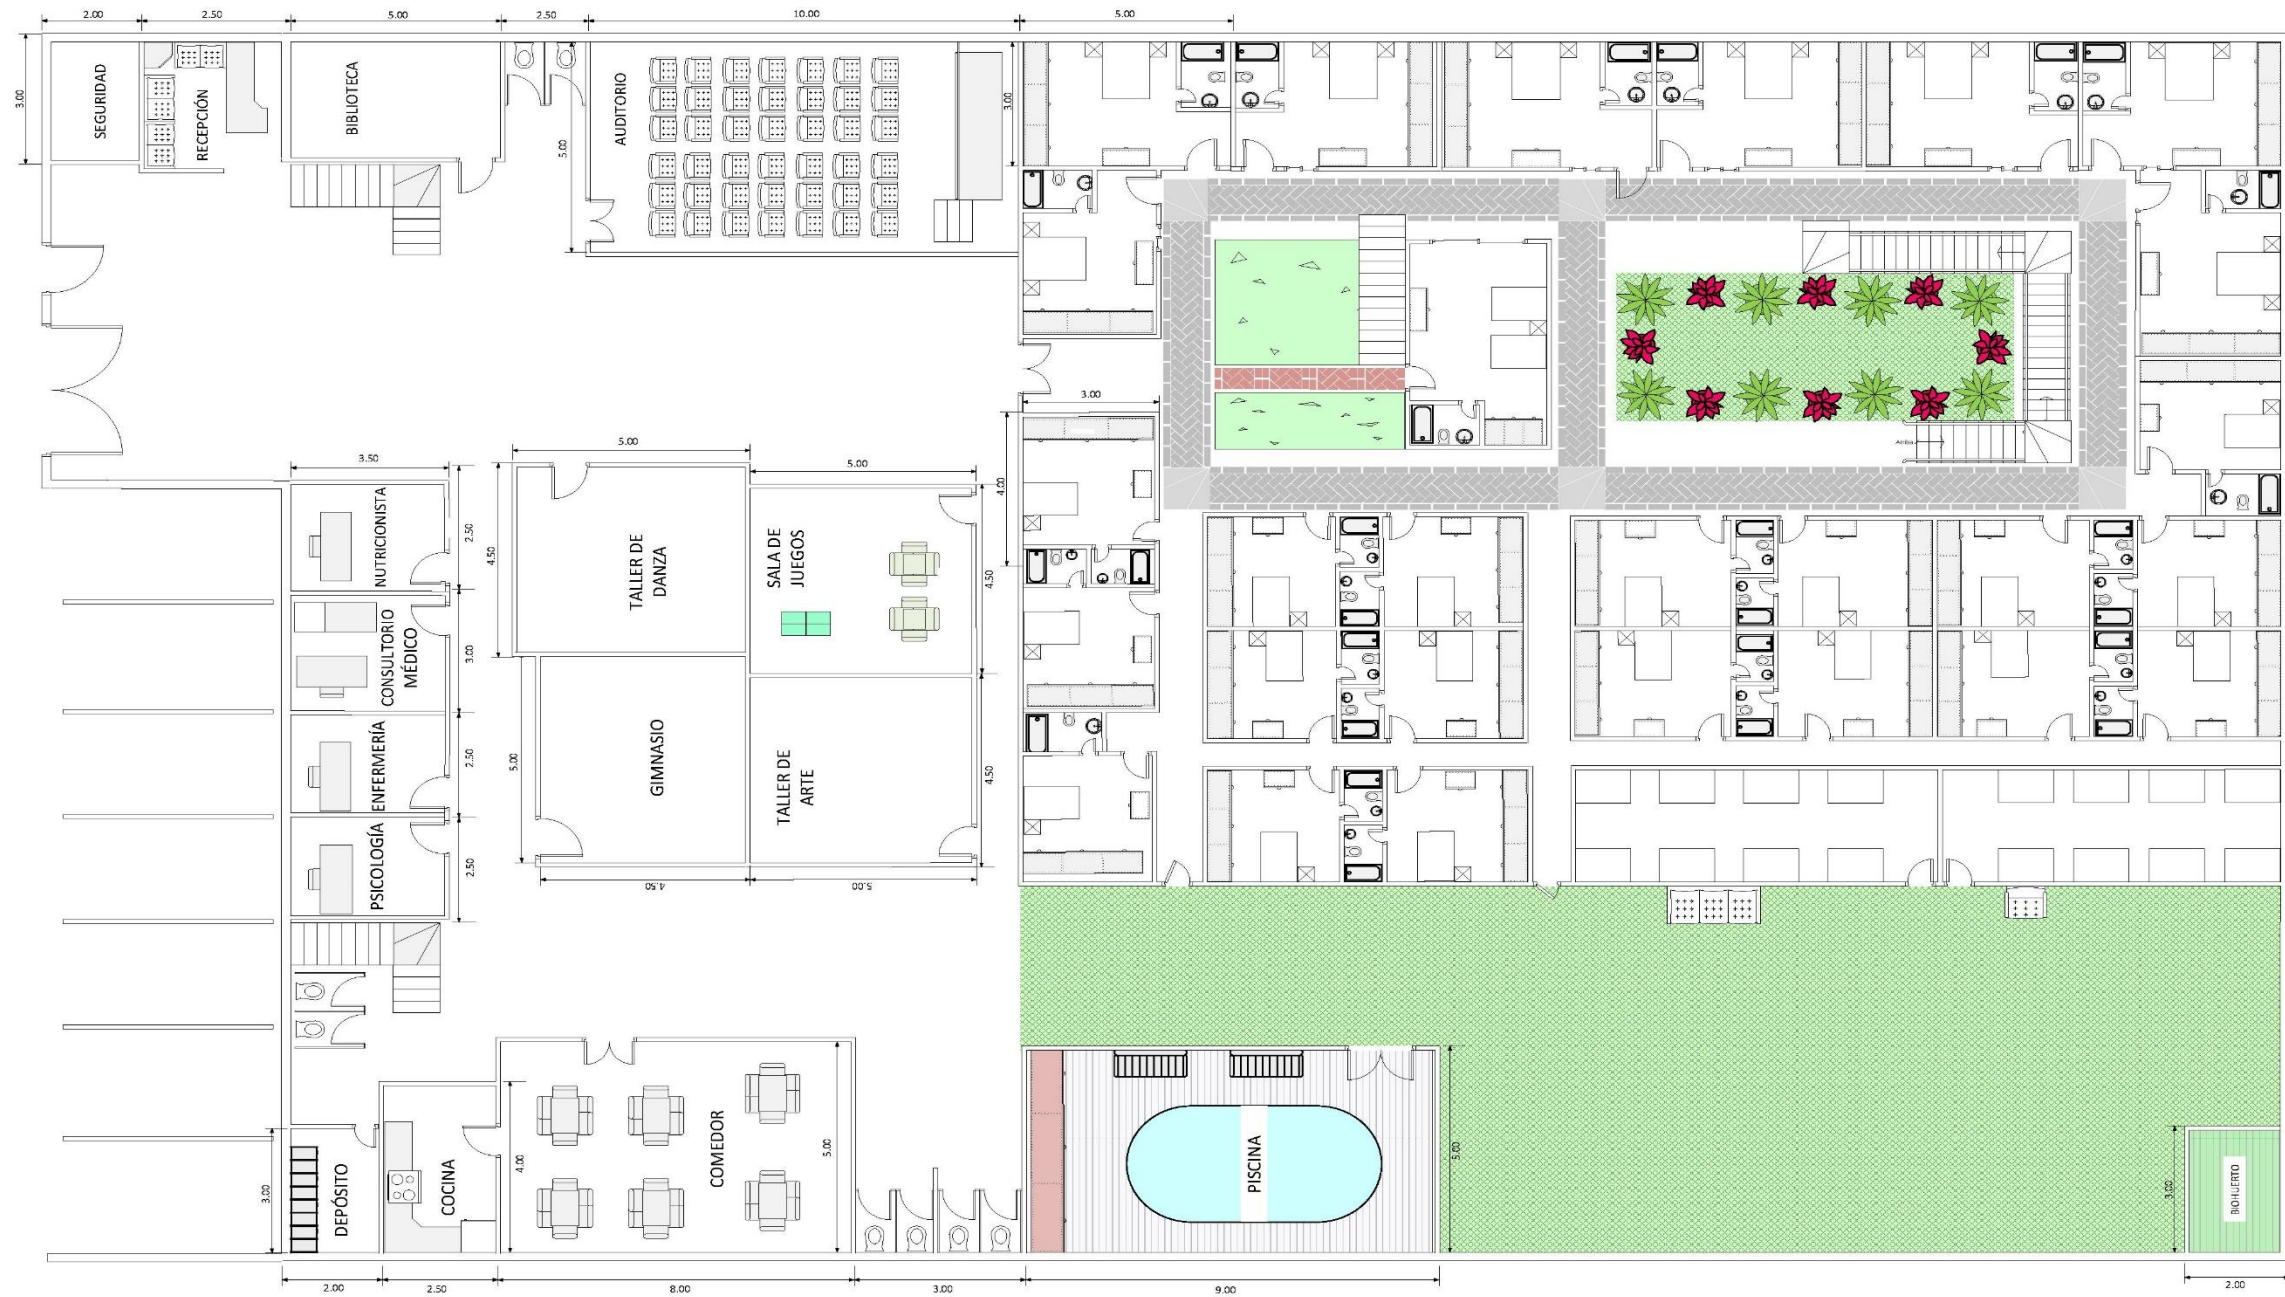 2.00
2.50
5.00
2.50
10.00
5.00
3.00
SEGURIDAD
RECEPCIÓN
BIBLIOTECA
5.00
AUDITORIO
3.00
3.00
4.00
3.50
5.00
5.00
NUTRICIONISTA
2.50
4.50
TALLER DE
DANZA
SALA DE
JUEGOS
4.50
CONSULTORIO
MÉDICO
3.00
ENFERMERÍA
2.50
5.00
GIMNASIO
TALLER DE
ARTE
4.50
PSICOLOGÍA
2.50
4.50
5.00
3.00
DEPÓSITO
COCINA
4.00
COMEDOR
5.00
PISCINA
5.00
3.00
BIOHUERTO
2.00
2.50
8.00
3.00
9.00
2.00